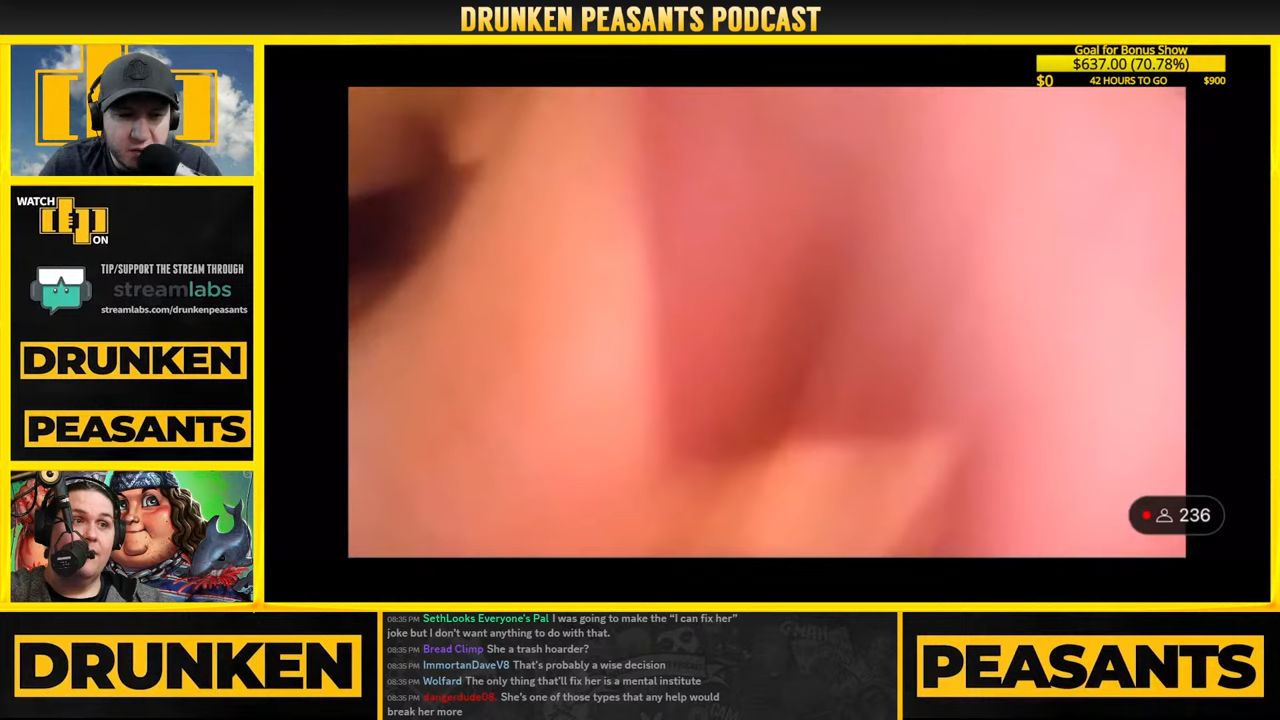 DRUNKEN PEASANTS PODCAST
Goal for Bonus Show
$637.00 (70.78%)
$0 42 HOURS TO GO $900
WATCH
ON
TIP/SUPPORT THE STREAM THROUGH
streamlabs
streamlabs.com/drunkenpeasants
DRUNKEN
PEASANTS
236
08:35 PM SethLooks Everyone's Pal I was going to make the “I can fix her”
joke but I don't want anything to do with that.
08:35 PM Bread Climp She a trash hoarder?
08:35 PM ImmortanDaveV8 That's probably a wise decision
08:35 PM Wolfard The only thing that'll fix her is a mental institute
08:35 PM dangerdude08. She's one of those types that any help would
break her more
DRUNKEN
PEASANTS